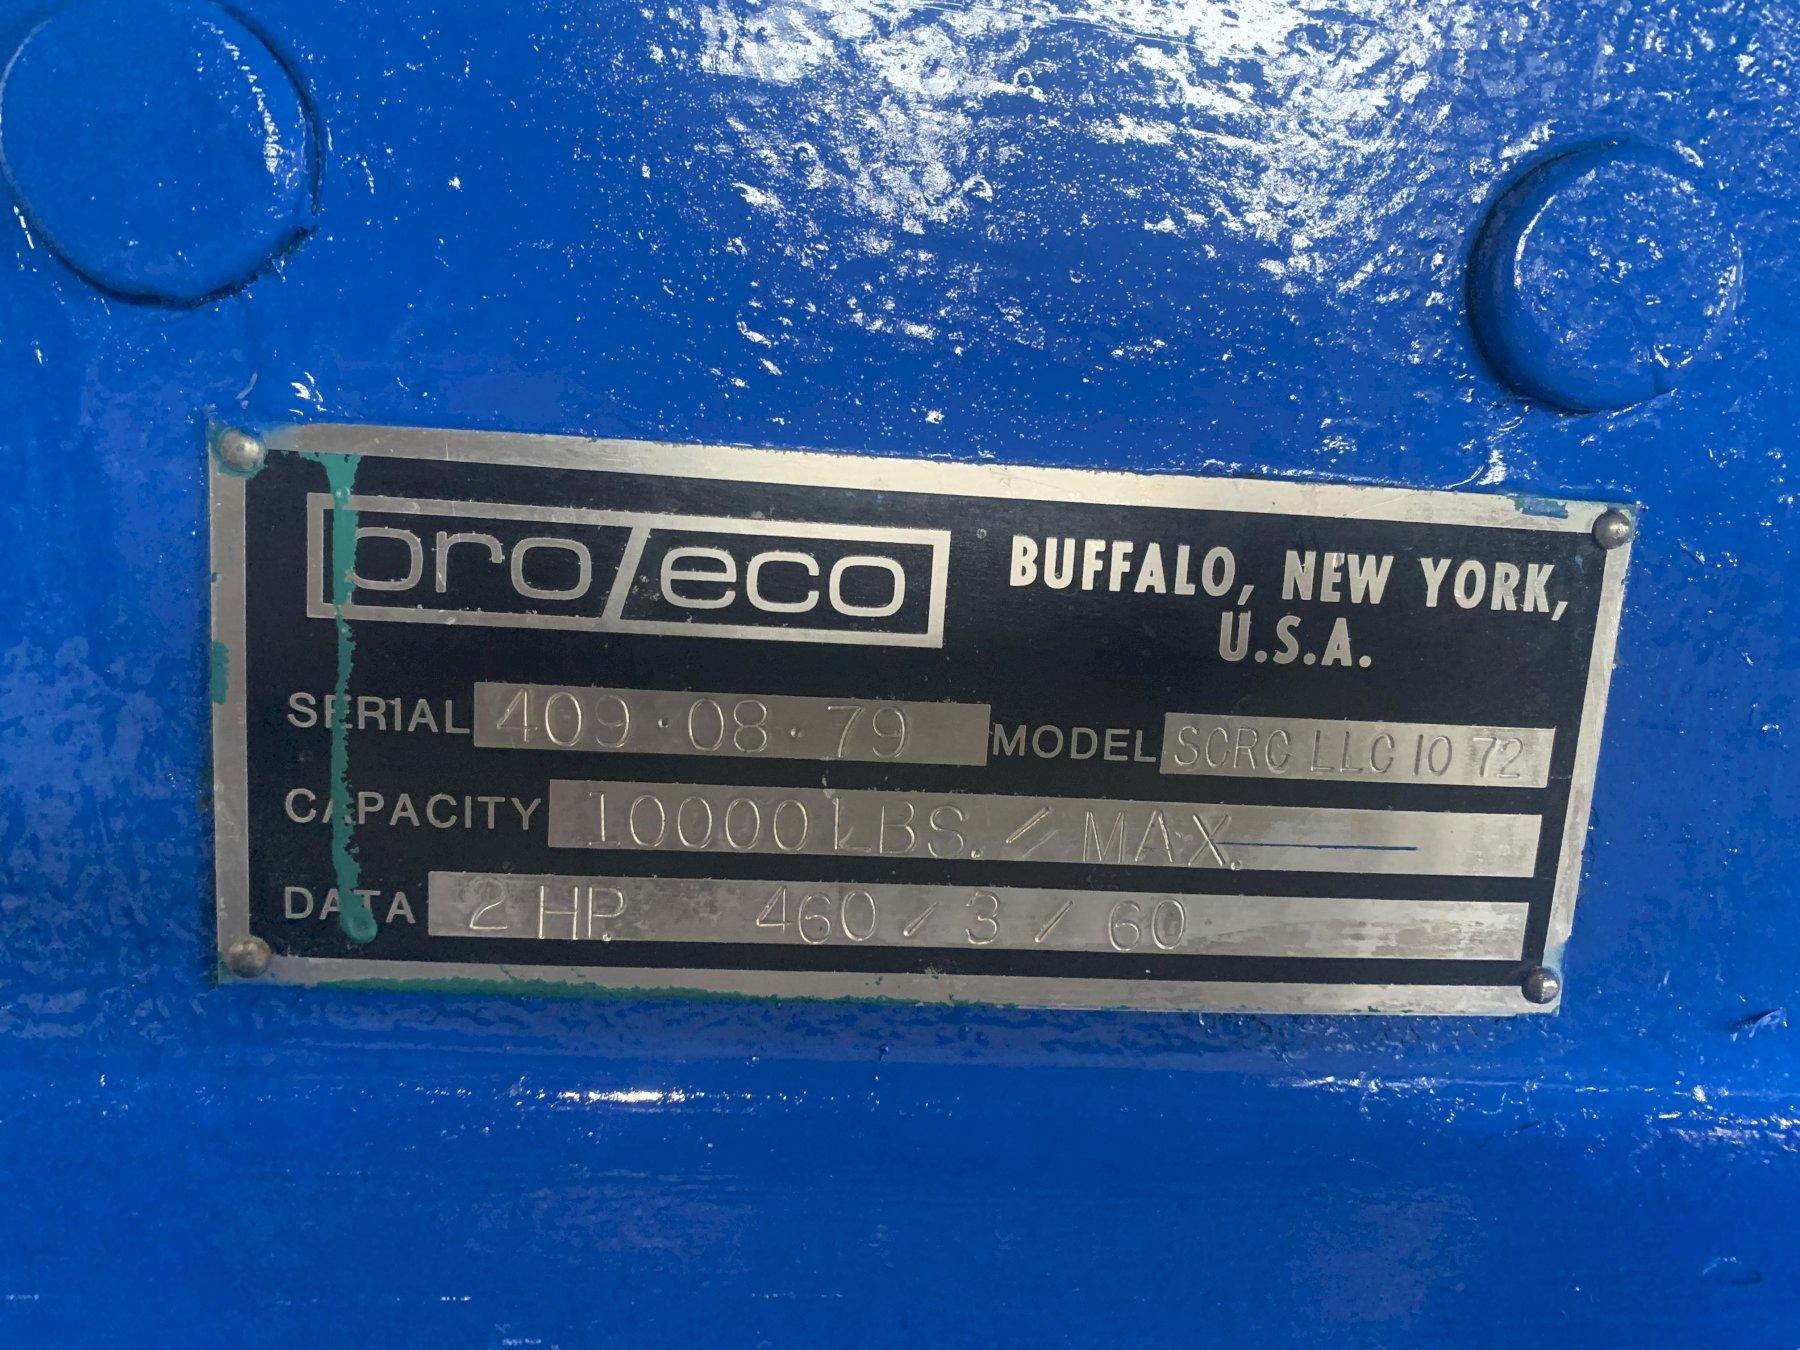 pro/eco BUFFALO, NEW YORK,
U.S.A.
SERIAL 409·08·79 MODEL SCRC LLC 10 72
CAPACITY 10000 LBS. / MAX.
DATA 2 HP. 460 / 3 / 60